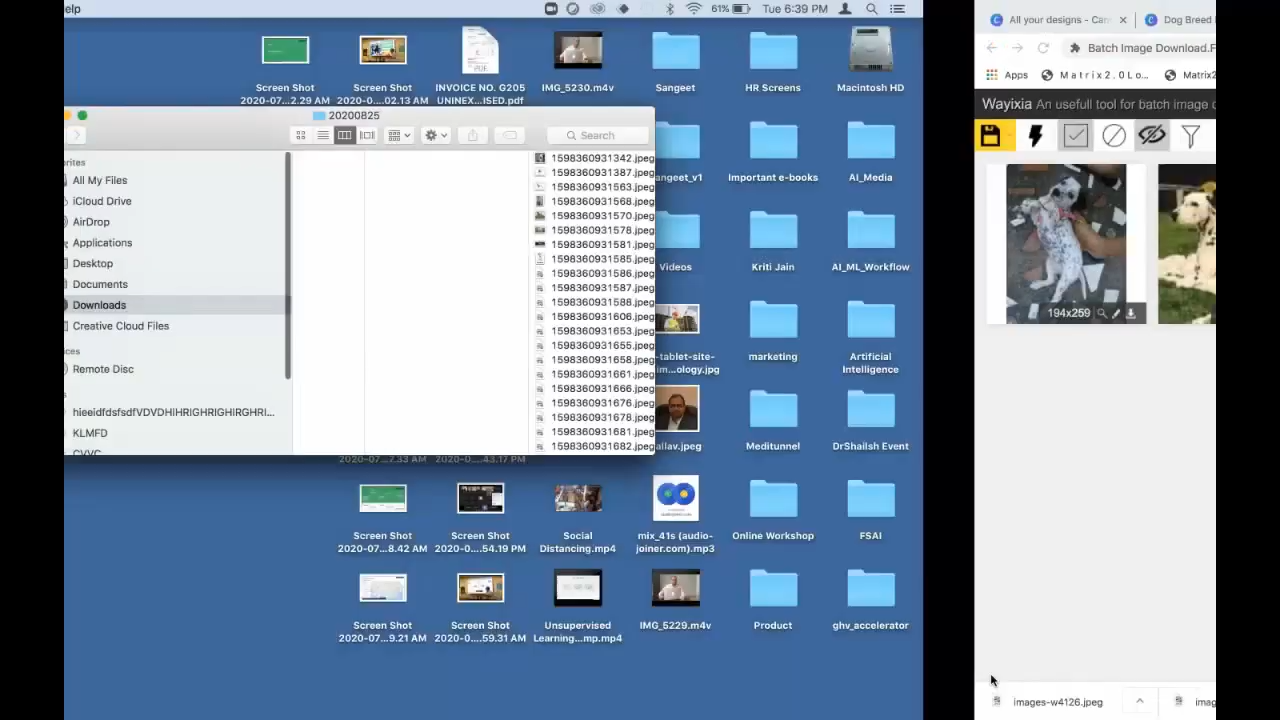 elp
61%
Tue 6:39 PM
Screen Shot
2020-07...2.29 AM
Screen Shot
2020-0....02.13 AM
INVOICE NO. G205
UNINEX...ISED.pdf
IMG_5230.m4v
Sangeet
HR Screens
Macintosh HD
20200825
Search
orites
All My Files
iCloud Drive
AirDrop
Applications
Desktop
Documents
Downloads
Creative Cloud Files
ices
Remote Disc
hieeidfdsfsdfVDVDHIHRIGHRIGHIRGHRI...
KLMFD
CVVC
1598360931342.jpeg
1598360931387.jpeg
1598360931563.jpeg
1598360931568.jpeg
1598360931570.jpeg
1598360931578.jpeg
1598360931581.jpeg
1598360931585.jpeg
1598360931586.jpeg
1598360931587.jpeg
1598360931588.jpeg
1598360931606.jpeg
1598360931653.jpeg
1598360931655.jpeg
1598360931658.jpeg
1598360931661.jpeg
1598360931666.jpeg
1598360931676.jpeg
1598360931678.jpeg
1598360931681.jpeg
1598360931682.jpeg
angeet_v1
Important e-books
AI_Media
Videos
Kriti Jain
AI_ML_Workflow
-tablet-site-
im...ology.jpg
marketing
Artificial
Intelligence
allav.jpeg
Meditunnel
DrShailsh Event
2020-07...7.33 AM
2020-0....43.17 PM
Screen Shot
2020-07...8.42 AM
Screen Shot
2020-0....54.19 PM
Social
Distancing.mp4
mix_41s (audio-
joiner.com).mp3
Online Workshop
FSAI
Screen Shot
2020-07...9.21 AM
Screen Shot
2020-0....59.31 AM
Unsupervised
Learning....mp.mp4
IMG_5229.m4v
Product
ghv_accelerator
All your designs - Can
Dog Breed
Batch Image Download.F
Apps
M a t r i x 2 . 0 L o ...
Matrix2
Wayixia An usefull tool for batch image
194x259
images-w4126.jpeg
imag